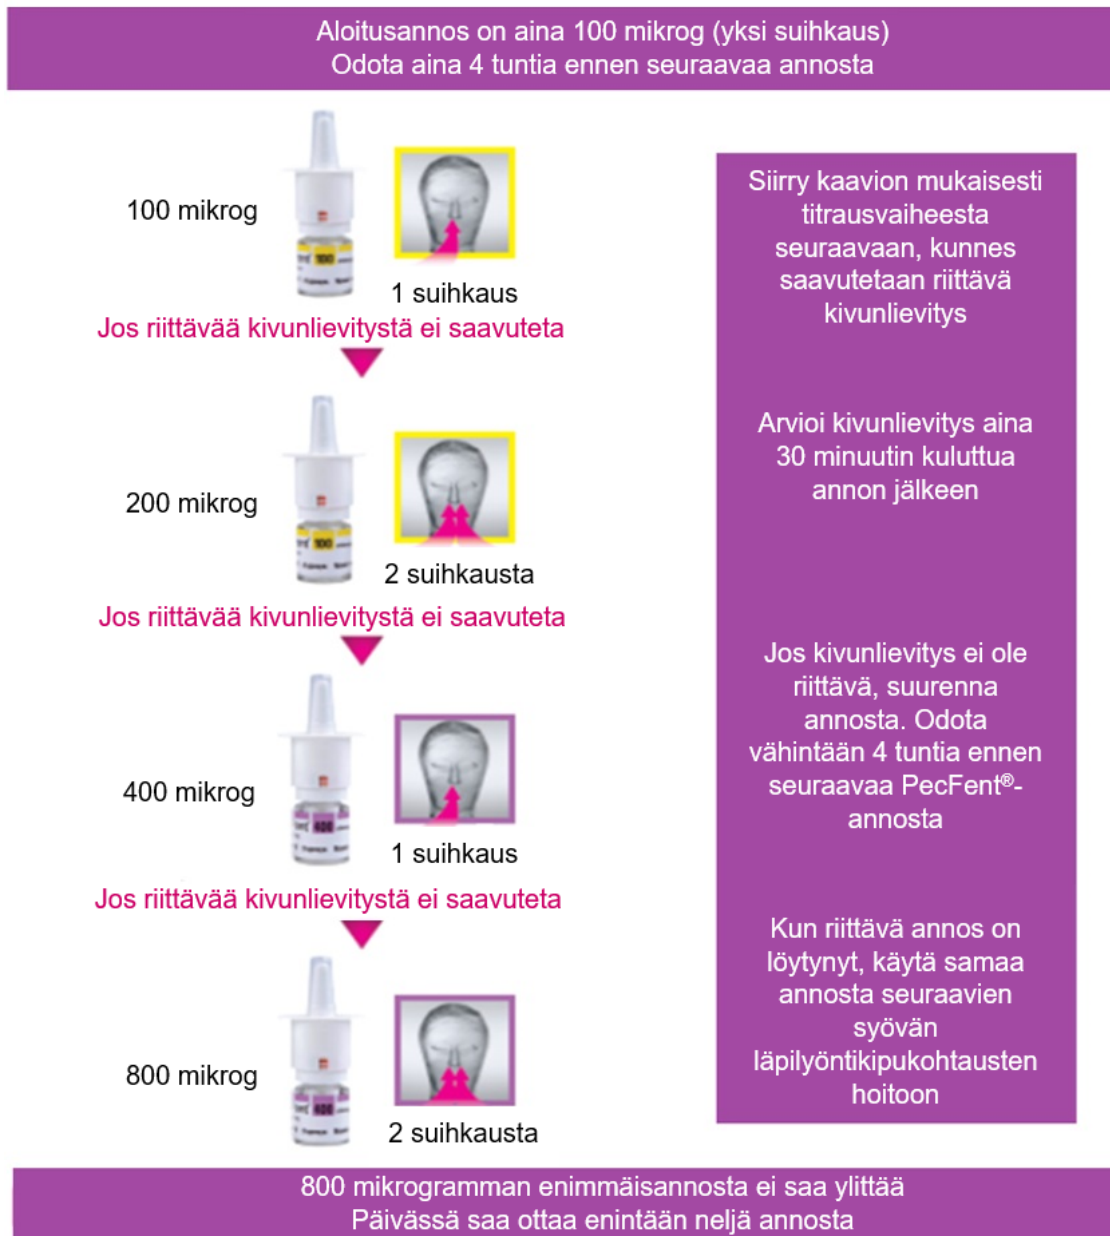 Aloitusannos on aina 100 mikrog (yksi suihkaus)
Odota aina 4 tuntia ennen seuraavaa annosta
100 mikrog
100
1 suihkaus
Jos riittävää kivunlievitystä ei saavuteta
200 mikrog
100
2 suihkausta
Jos riittävää kivunlievitystä ei saavuteta
400 mikrog
400
1 suihkaus
Jos riittävää kivunlievitystä ei saavuteta
800 mikrog
400
2 suihkausta
Siirry kaavion mukaisesti
titrausvaiheesta
seuraavaan, kunnes
saavutetaan riittävä
kivunlievitys
Arvioi kivunlievitys aina
30 minuutin kuluttua
annon jälkeen
Jos kivunlievitys ei ole
riittävä, suurenna
annosta. Odota
vähintään 4 tuntia ennen
seuraavaa PecFent®-
annosta
Kun riittävä annos on
löytynyt, käytä samaa
annosta seuraavien
syövän
läpilyöntikipukohtausten
hoitoon
800 mikrogramman enimmäisannosta ei saa ylittää
Päivässä saa ottaa enintään neljä annosta